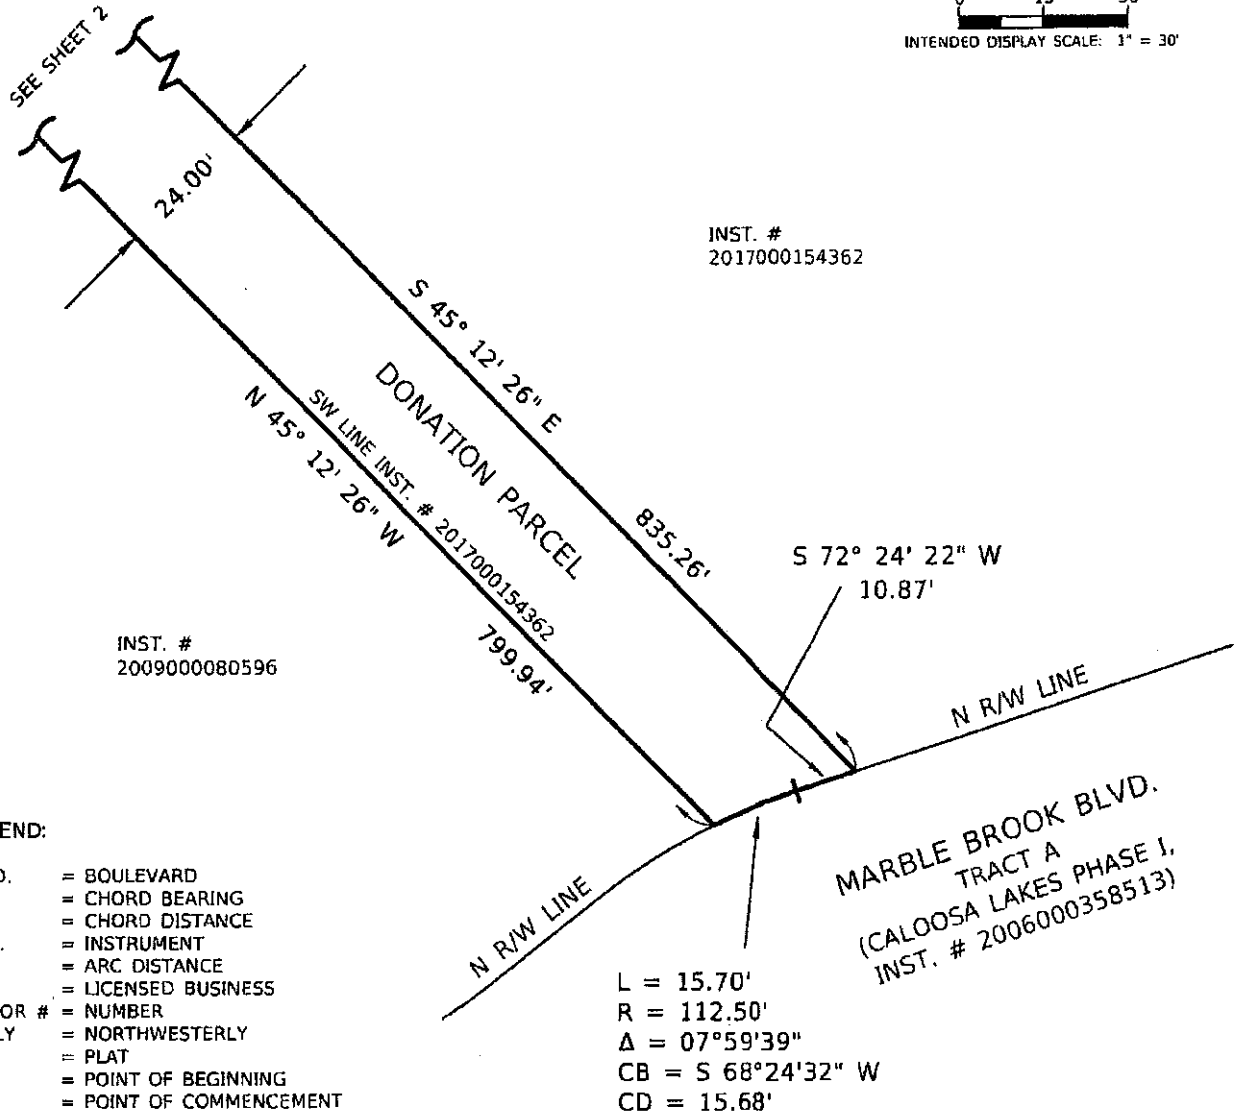 SEE SHEET 2
INTENDED DISPLAY SCALE: 1" = 30'
24.00'
INST. #
2017000154362
S 45° 12' 26" E
835.26'
DONATION PARCEL
SW LINE INST. # 2017000154362
N 45° 12' 26" W
799.94'
INST. #
2009000080596
S 72° 24' 22" W
10.87'
N R/W LINE
N R/W LINE
MARBLE BROOK BLVD.
TRACT A
(CALOOSA LAKES PHASE I,
INST. # 2006000358513)
L = 15.70'
R = 112.50'
Δ = 07°59'39"
CB = S 68°24'32" W
CD = 15.68'
END:
= BOULEVARD
= CHORD BEARING
= CHORD DISTANCE
= INSTRUMENT
= ARC DISTANCE
= LICENSED BUSINESS
OR # = NUMBER
LY = NORTHWESTERLY
= PLAT
= POINT OF BEGINNING
= POINT OF COMMENCEMENT